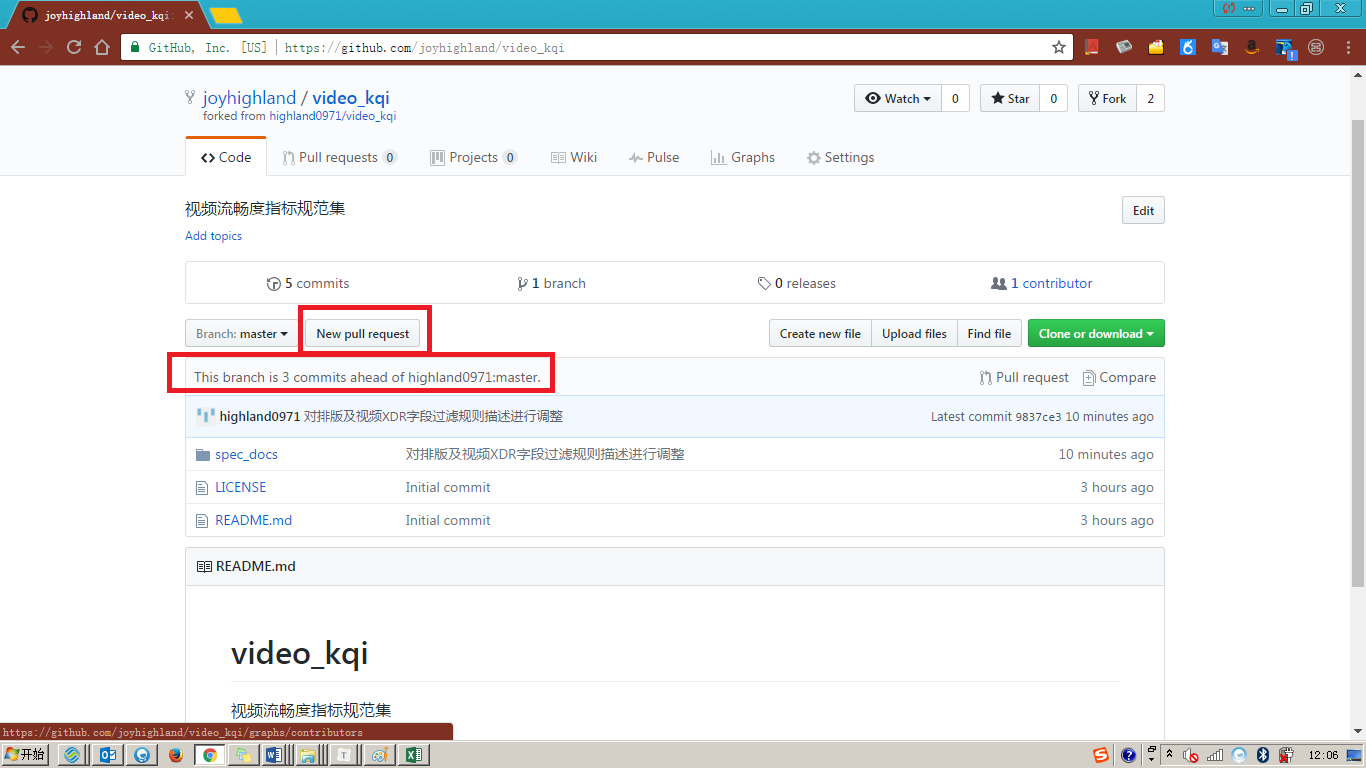 joyhighland/video_kqi:
GitHub, Inc. [US] | https://github.com/joyhighland/video_kqi
joyhighland / video_kqi
Watch 0 Star 0 Fork 2
forked from highland0971/video_kqi
Code Pull requests 0 Projects 0 Wiki Pulse Graphs Settings
视频流畅度指标规范集
Edit
Add topics
5 commits 1 branch 0 releases 1 contributor
Branch: master New pull request Create new file Upload files Find file Clone or download
This branch is 3 commits ahead of highland0971:master. Pull request Compare
highland0971 对排版及视频XDR字段过滤规则描述进行调整 Latest commit 9837ce3 10 minutes ago
spec_docs 对排版及视频XDR字段过滤规则描述进行调整 10 minutes ago
LICENSE Initial commit 3 hours ago
README.md Initial commit 3 hours ago
README.md
video_kqi
视频流畅度指标规范集
https://github.com/joyhighland/video_kqi/graphs/contributors
开始 12:06